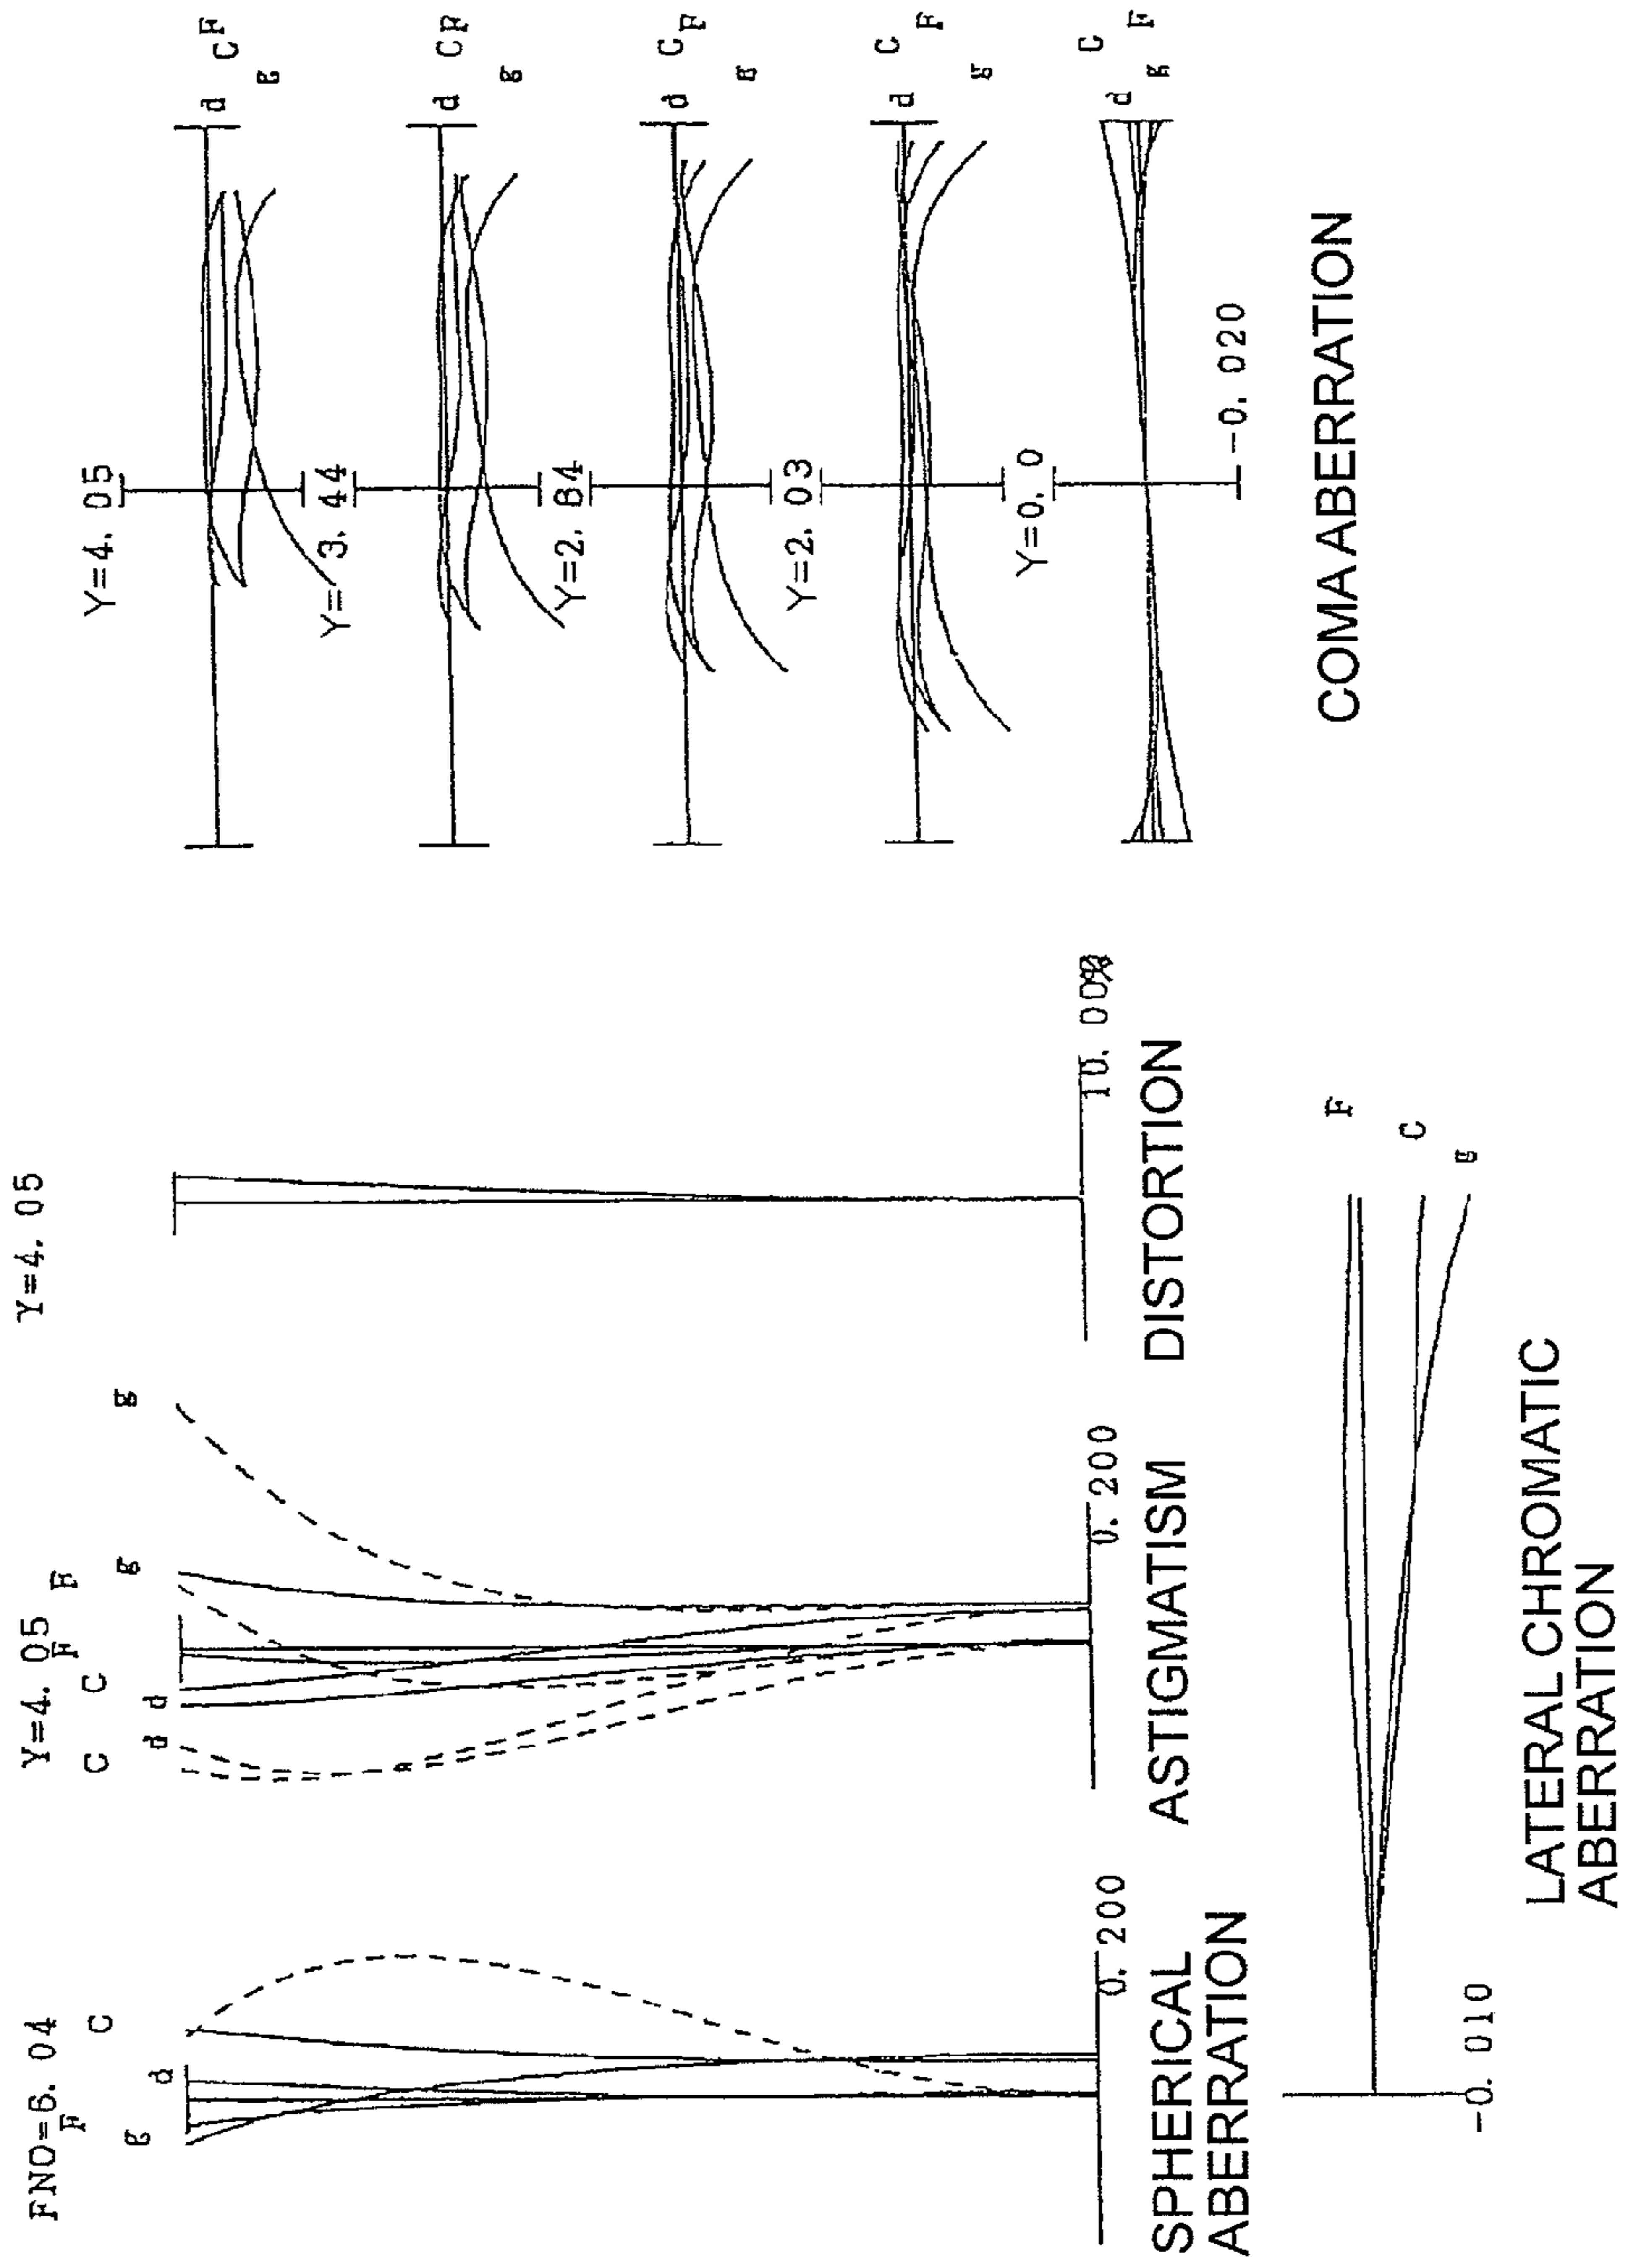 FNO=6.04
F
g
d
C
0.200
SPHERICAL
ABERRATION
Y=4.05
F
F
C
g
g
d
d
C
0.200
ASTIGMATISM
Y=4.05
10.00%
DISTORTION
F
C
g
-0.010
LATERAL CHROMATIC
ABERRATION
Y=4.05
d
C
F
g
Y=3.44
d
C
F
g
Y=2.84
d
C
F
g
Y=2.03
d
C
F
g
Y=0.0
d
C
F
g
-0.020
COMA ABERRATION